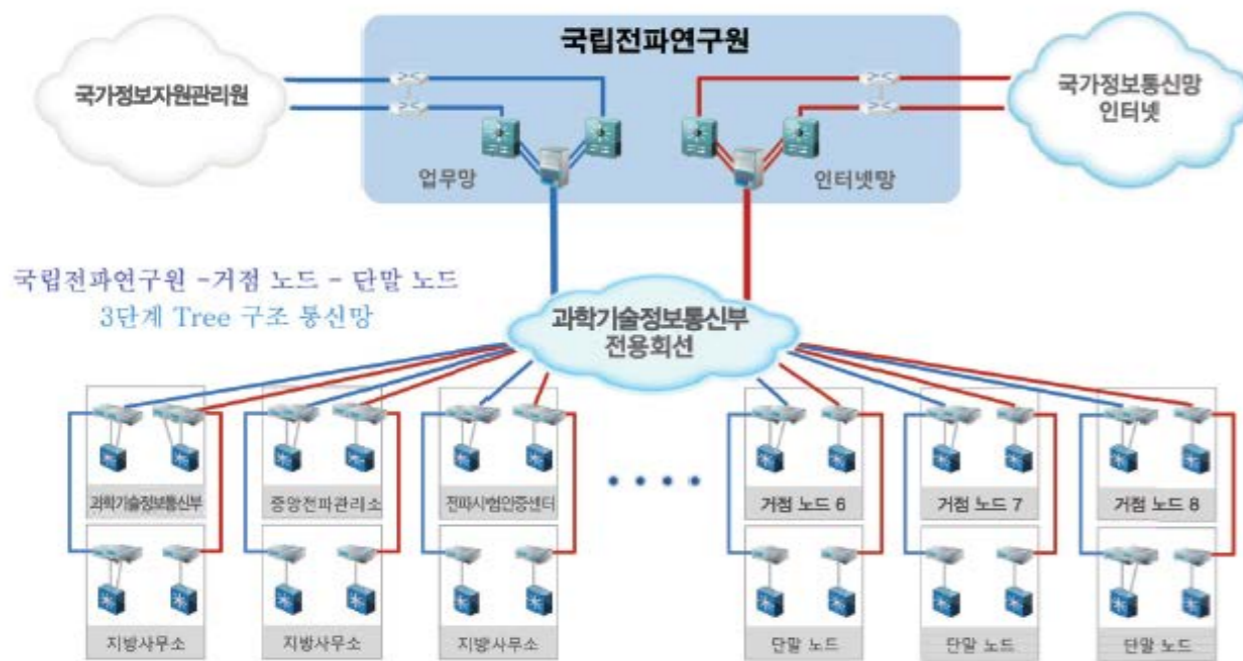 국립전파연구원
국가정보자원관리원
국가정보통신망
인터넷
업무망
인터넷망
국립전파연구원 -거점 노드 - 단말 노드
3단계 Tree 구조 통신망
과학기술정보통신부
전용회선
과학기술정보통신부
중앙전파관리소
전파시험인증센터
거점 노드 6
거점 노드 7
거점 노드 8
지방사무소
지방사무소
지방사무소
단말 노드
단말 노드
단말 노드